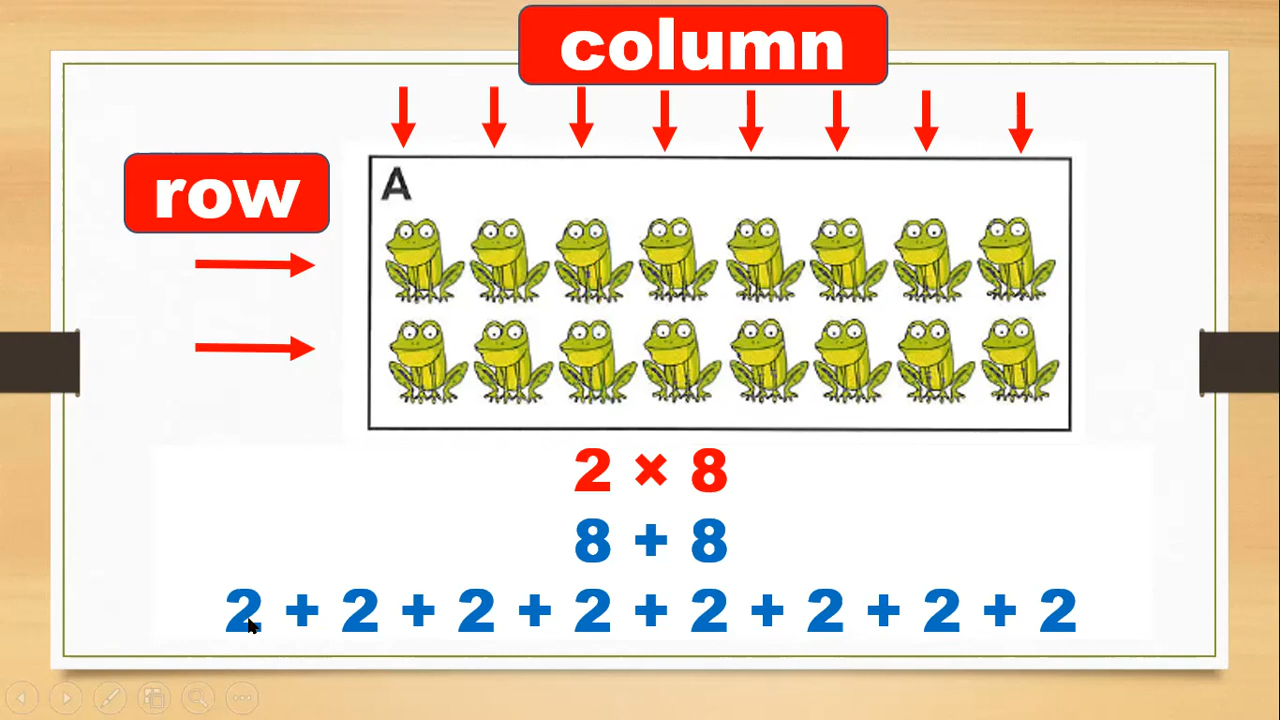 column
row
A
2 × 8
8 + 8
2 + 2 + 2 + 2 + 2 + 2 + 2 + 2